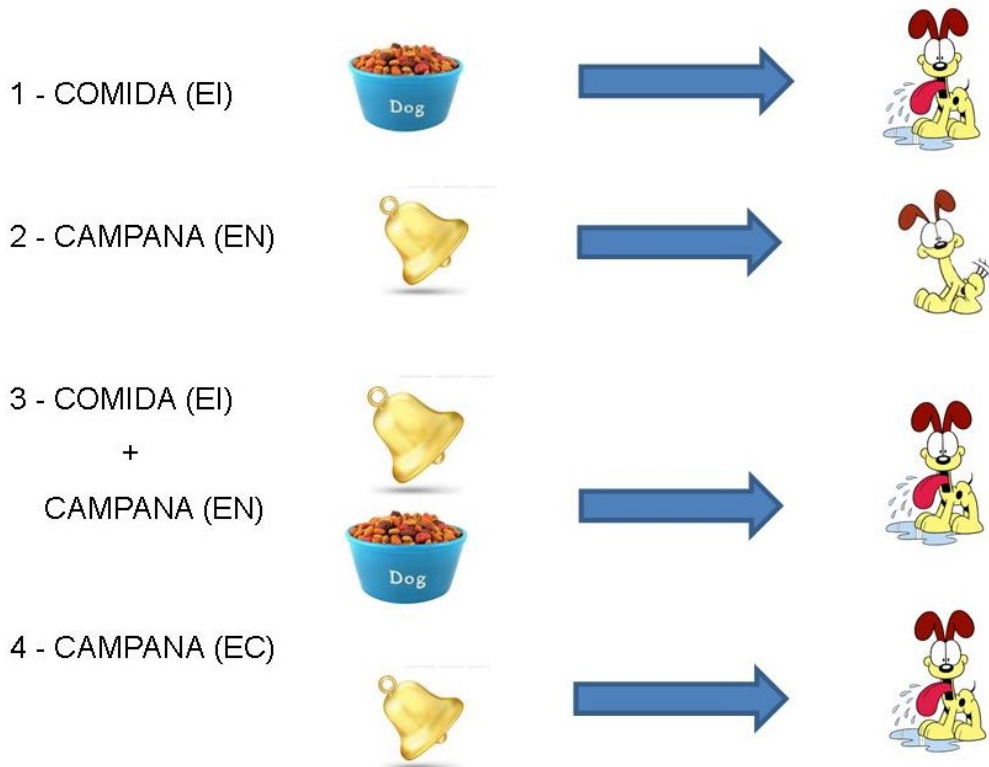 1 - COMIDA (EI)
Dog
2 - CAMPANA (EN)
3 - COMIDA (EI)
+
CAMPANA (EN)
Dog
4 - CAMPANA (EC)